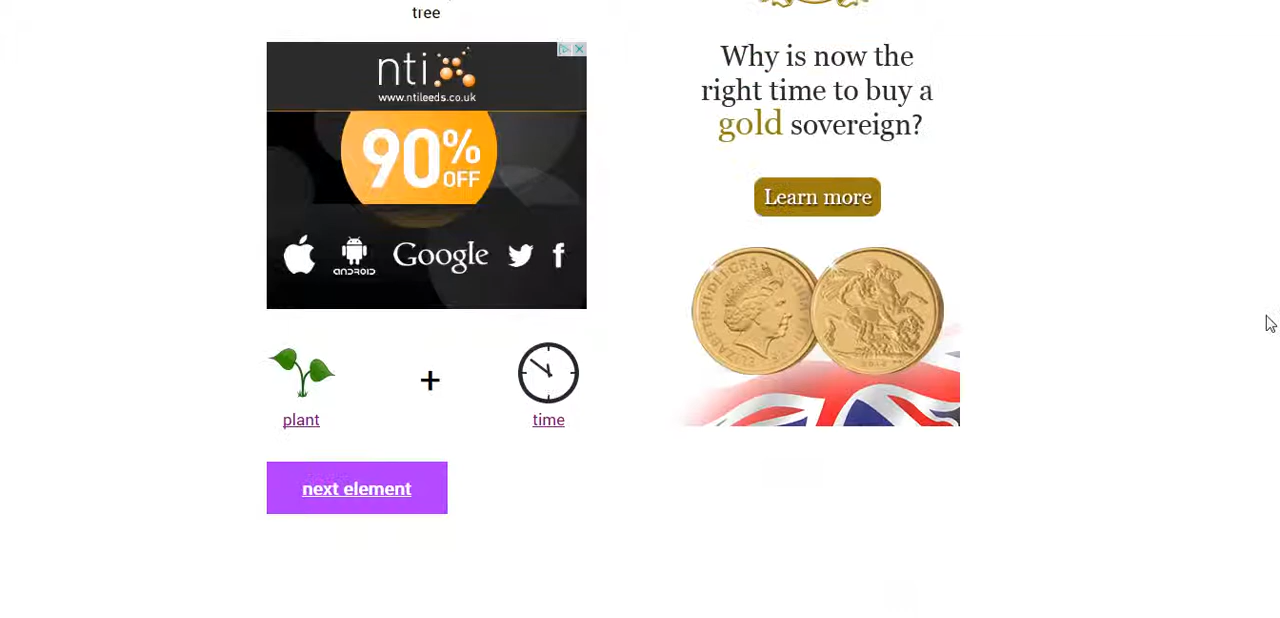 tree
nti
www.ntileeds.co.uk
90% OFF
ANDROID
Google
plant
+
time
next element
Why is now the
right time to buy a
gold sovereign?
Learn more